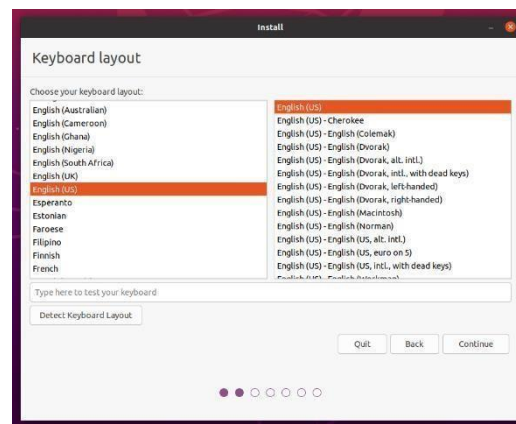 Install
Keyboard layout
Choose your keyboard layout:
English (Australian)
English (Cameroon)
English (Ghana)
English (Nigeria)
English (South Africa)
English (UK)
English (US)
Esperanto
Estonian
Faroese
Filipino
Finnish
French
English (US)
English (US) - Cherokee
English (US) - English (Colemak)
English (US) - English (Dvorak)
English (US) - English (Dvorak, alt. intl.)
English (US) - English (Dvorak, intl., with dead keys)
English (US) - English (Dvorak, left-handed)
English (US) - English (Dvorak, right-handed)
English (US) - English (Macintosh)
English (US) - English (Norman)
English (US) - English (US, alt. intl.)
English (US) - English (US, euro on 5)
English (US) - English (US, intl., with dead keys)
English (US) - English (Workman)
Type here to test your keyboard
Detect Keyboard Layout
Quit
Back
Continue